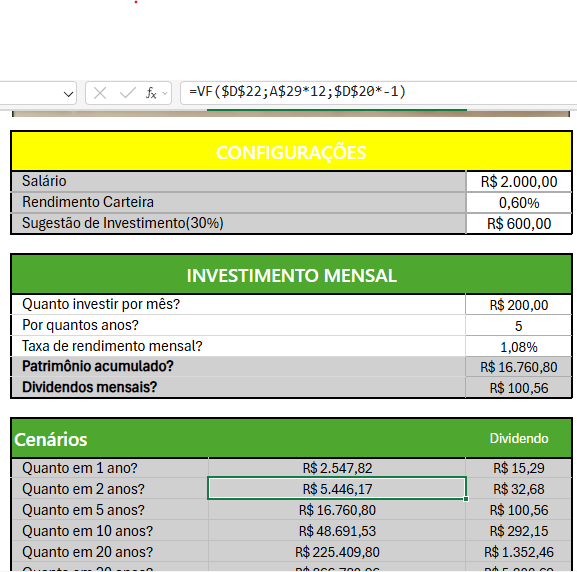 fx
=VF($D$22;A$29*12;$D$20*-1)
CONFIGURAÇÕES
Salário R$ 2.000,00
Rendimento Carteira 0,60%
Sugestão de Investimento(30%) R$ 600,00
INVESTIMENTO MENSAL
Quanto investir por mês? R$ 200,00
Por quantos anos? 5
Taxa de rendimento mensal? 1,08%
Patrimônio acumulado? R$ 16.760,80
Dividendos mensais? R$ 100,56
Cenários Dividendo
Quanto em 1 ano? R$ 2.547,82 R$ 15,29
Quanto em 2 anos? R$ 5.446,17 R$ 32,68
Quanto em 5 anos? R$ 16.760,80 R$ 100,56
Quanto em 10 anos? R$ 48.691,53 R$ 292,15
Quanto em 20 anos? R$ 225.409,80 R$ 1.352,46